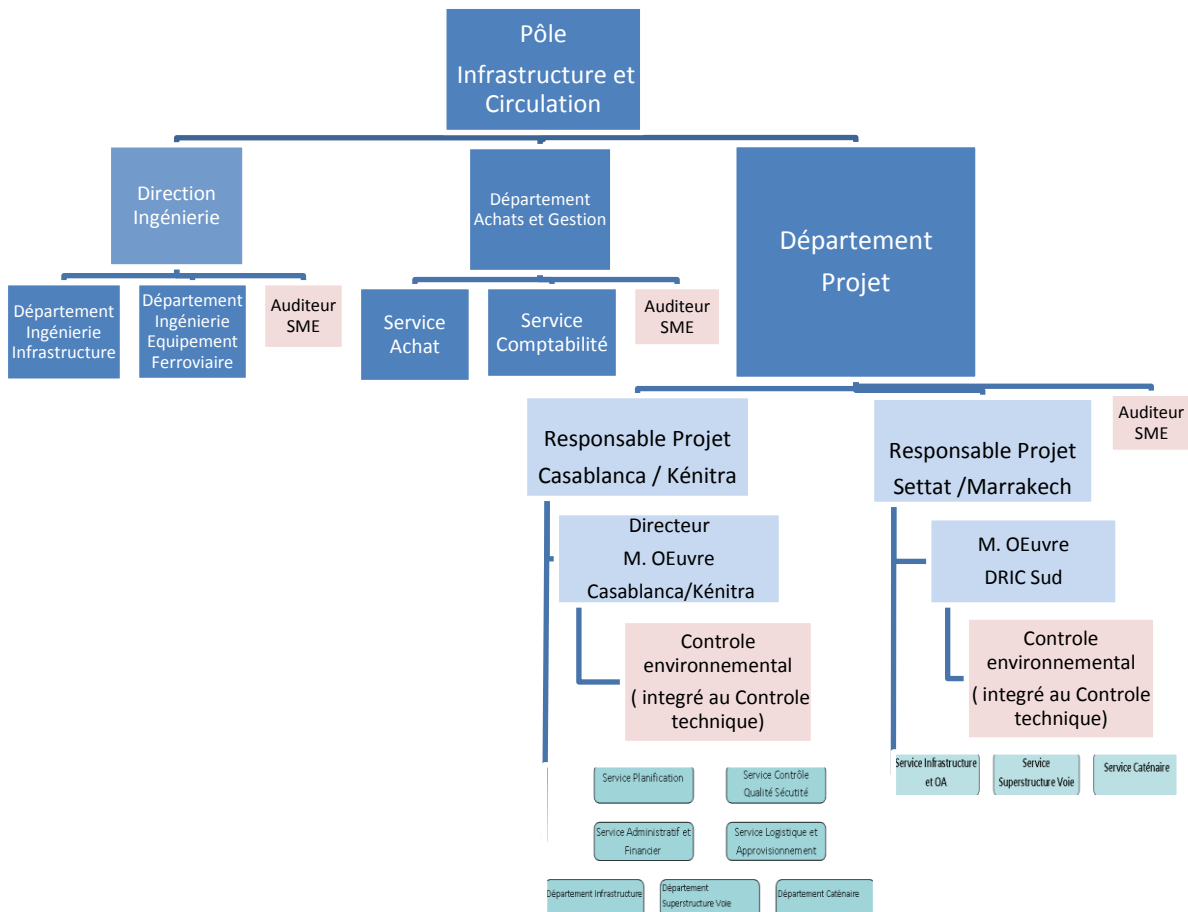 Pôle
Infrastructure et
Circulation
Direction
Ingénierie
Département
Achats et Gestion
Département
Projet
Département
Ingénierie
Infrastructure
Département
Ingénierie
Equipement
Ferroviaire
Auditeur
SME
Service
Achat
Service
Comptabilité
Auditeur
SME
Responsable Projet
Casablanca / Kénitra
Responsable Projet
Settat /Marrakech
Auditeur
SME
Directeur
M. OEuvre
Casablanca/Kénitra
M. OEuvre
DRIC Sud
Controle
environnemental
( integré au Controle
technique)
Controle
environnemental
( integré au Controle
technique)
Service Planification
Service Contrôle
Qualité Sécutité
Service Administratif et
Financier
Service Logistique et
Approvisionnement
Département Infrastructure
Département
Superstructure Voie
Département Caténaire
Service Infrastructure
et OA
Service
Superstructure Voie
Service Caténaire